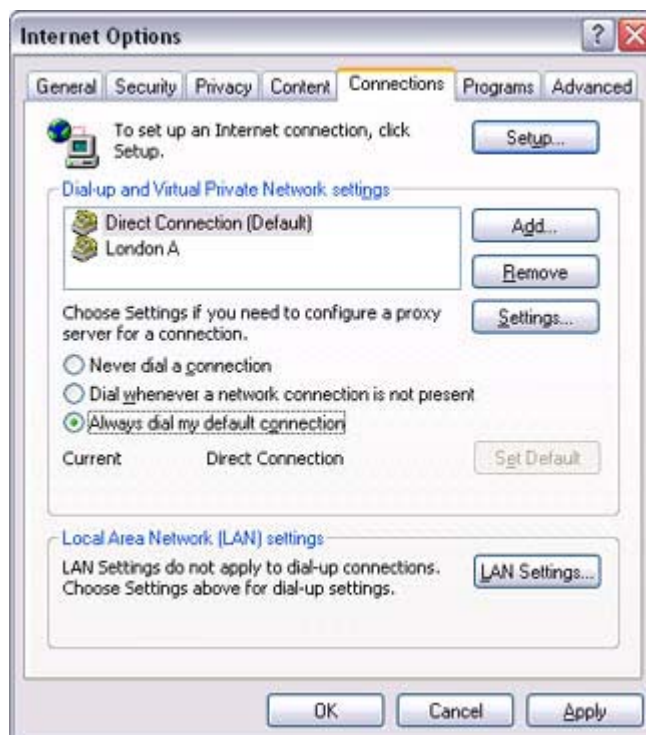 Internet Options
General Security Privacy Content Connections Programs Advanced
To set up an Internet connection, click
Setup.
Setup...
Dial-up and Virtual Private Network settings
Direct Connection (Default)
London A
Add...
Remove
Choose Settings if you need to configure a proxy
server for a connection.
Settings...
Never dial a connection
Dial whenever a network connection is not present
Always dial my default connection
Current Direct Connection Set Default
Local Area Network (LAN) settings
LAN Settings do not apply to dial-up connections.
Choose Settings above for dial-up settings.
LAN Settings...
OK Cancel Apply